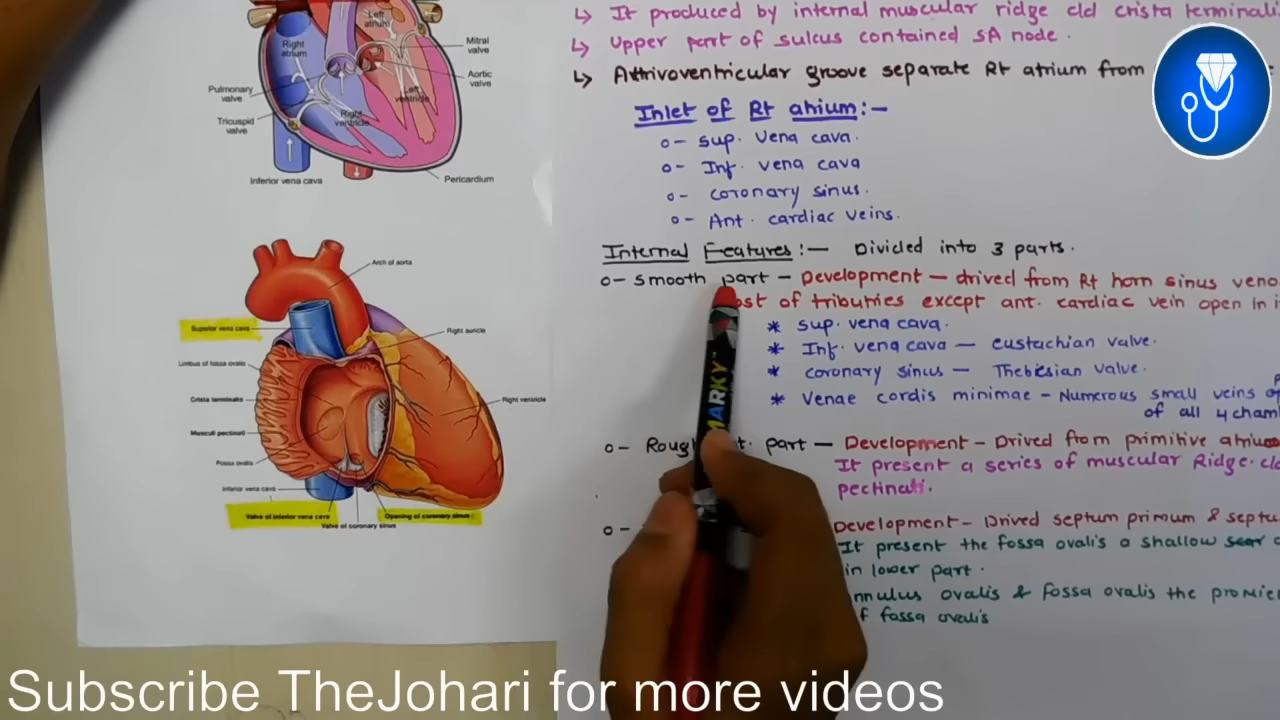 Left atrium
Right atrium
Mitral valve
Aortic valve
Pulmonary valve
Left ventricle
Tricuspid valve
Right ventricle
Inferior vena cava
Pericardium
Arch of aorta
Superior vena cava
Right auricle
Limbus of fossa ovalis
Crista terminalis
Right ventricle
Musculi pectinati
Fossa ovalis
Inferior vena cava
Valve of inferior vena cava
Opening of coronary sinus
Valve of coronary sinus
↳ It produced by internal muscular ridge cld crista terminali
↳ Upper part of sulcus contained SA node.
↳ Attrivoventricular groove separate Rt atrium from
Inlet of Rt atrium:-
o- Sup. Vena cava.
o- Inf. vena cava
o- coronary sinus.
o- Ant. cardiac veins.
Internal Features:- Divided into 3 parts.
o- smooth part - Development - drived from Rt horn sinus veno
ost of tributries except ant. cardiac vein open in i
* sup. vena cava.
* Inf. vena cava - eustachian valve.
* coronary sinus - Thebesian valve.
* Venae cordis minimae - Numerous small veins
of all 4 cham
o- Roug part - Development - Drived from primitive atrium
It present a series of muscular Ridge cl
pectinati.
o- Development - Drived septum primum & septu
It present the fossa ovalis a shallow scar
in lower part.
nnulus ovalis & fossa ovalis the promie
f fossa ovalis
Subscribe TheJohari for more videos